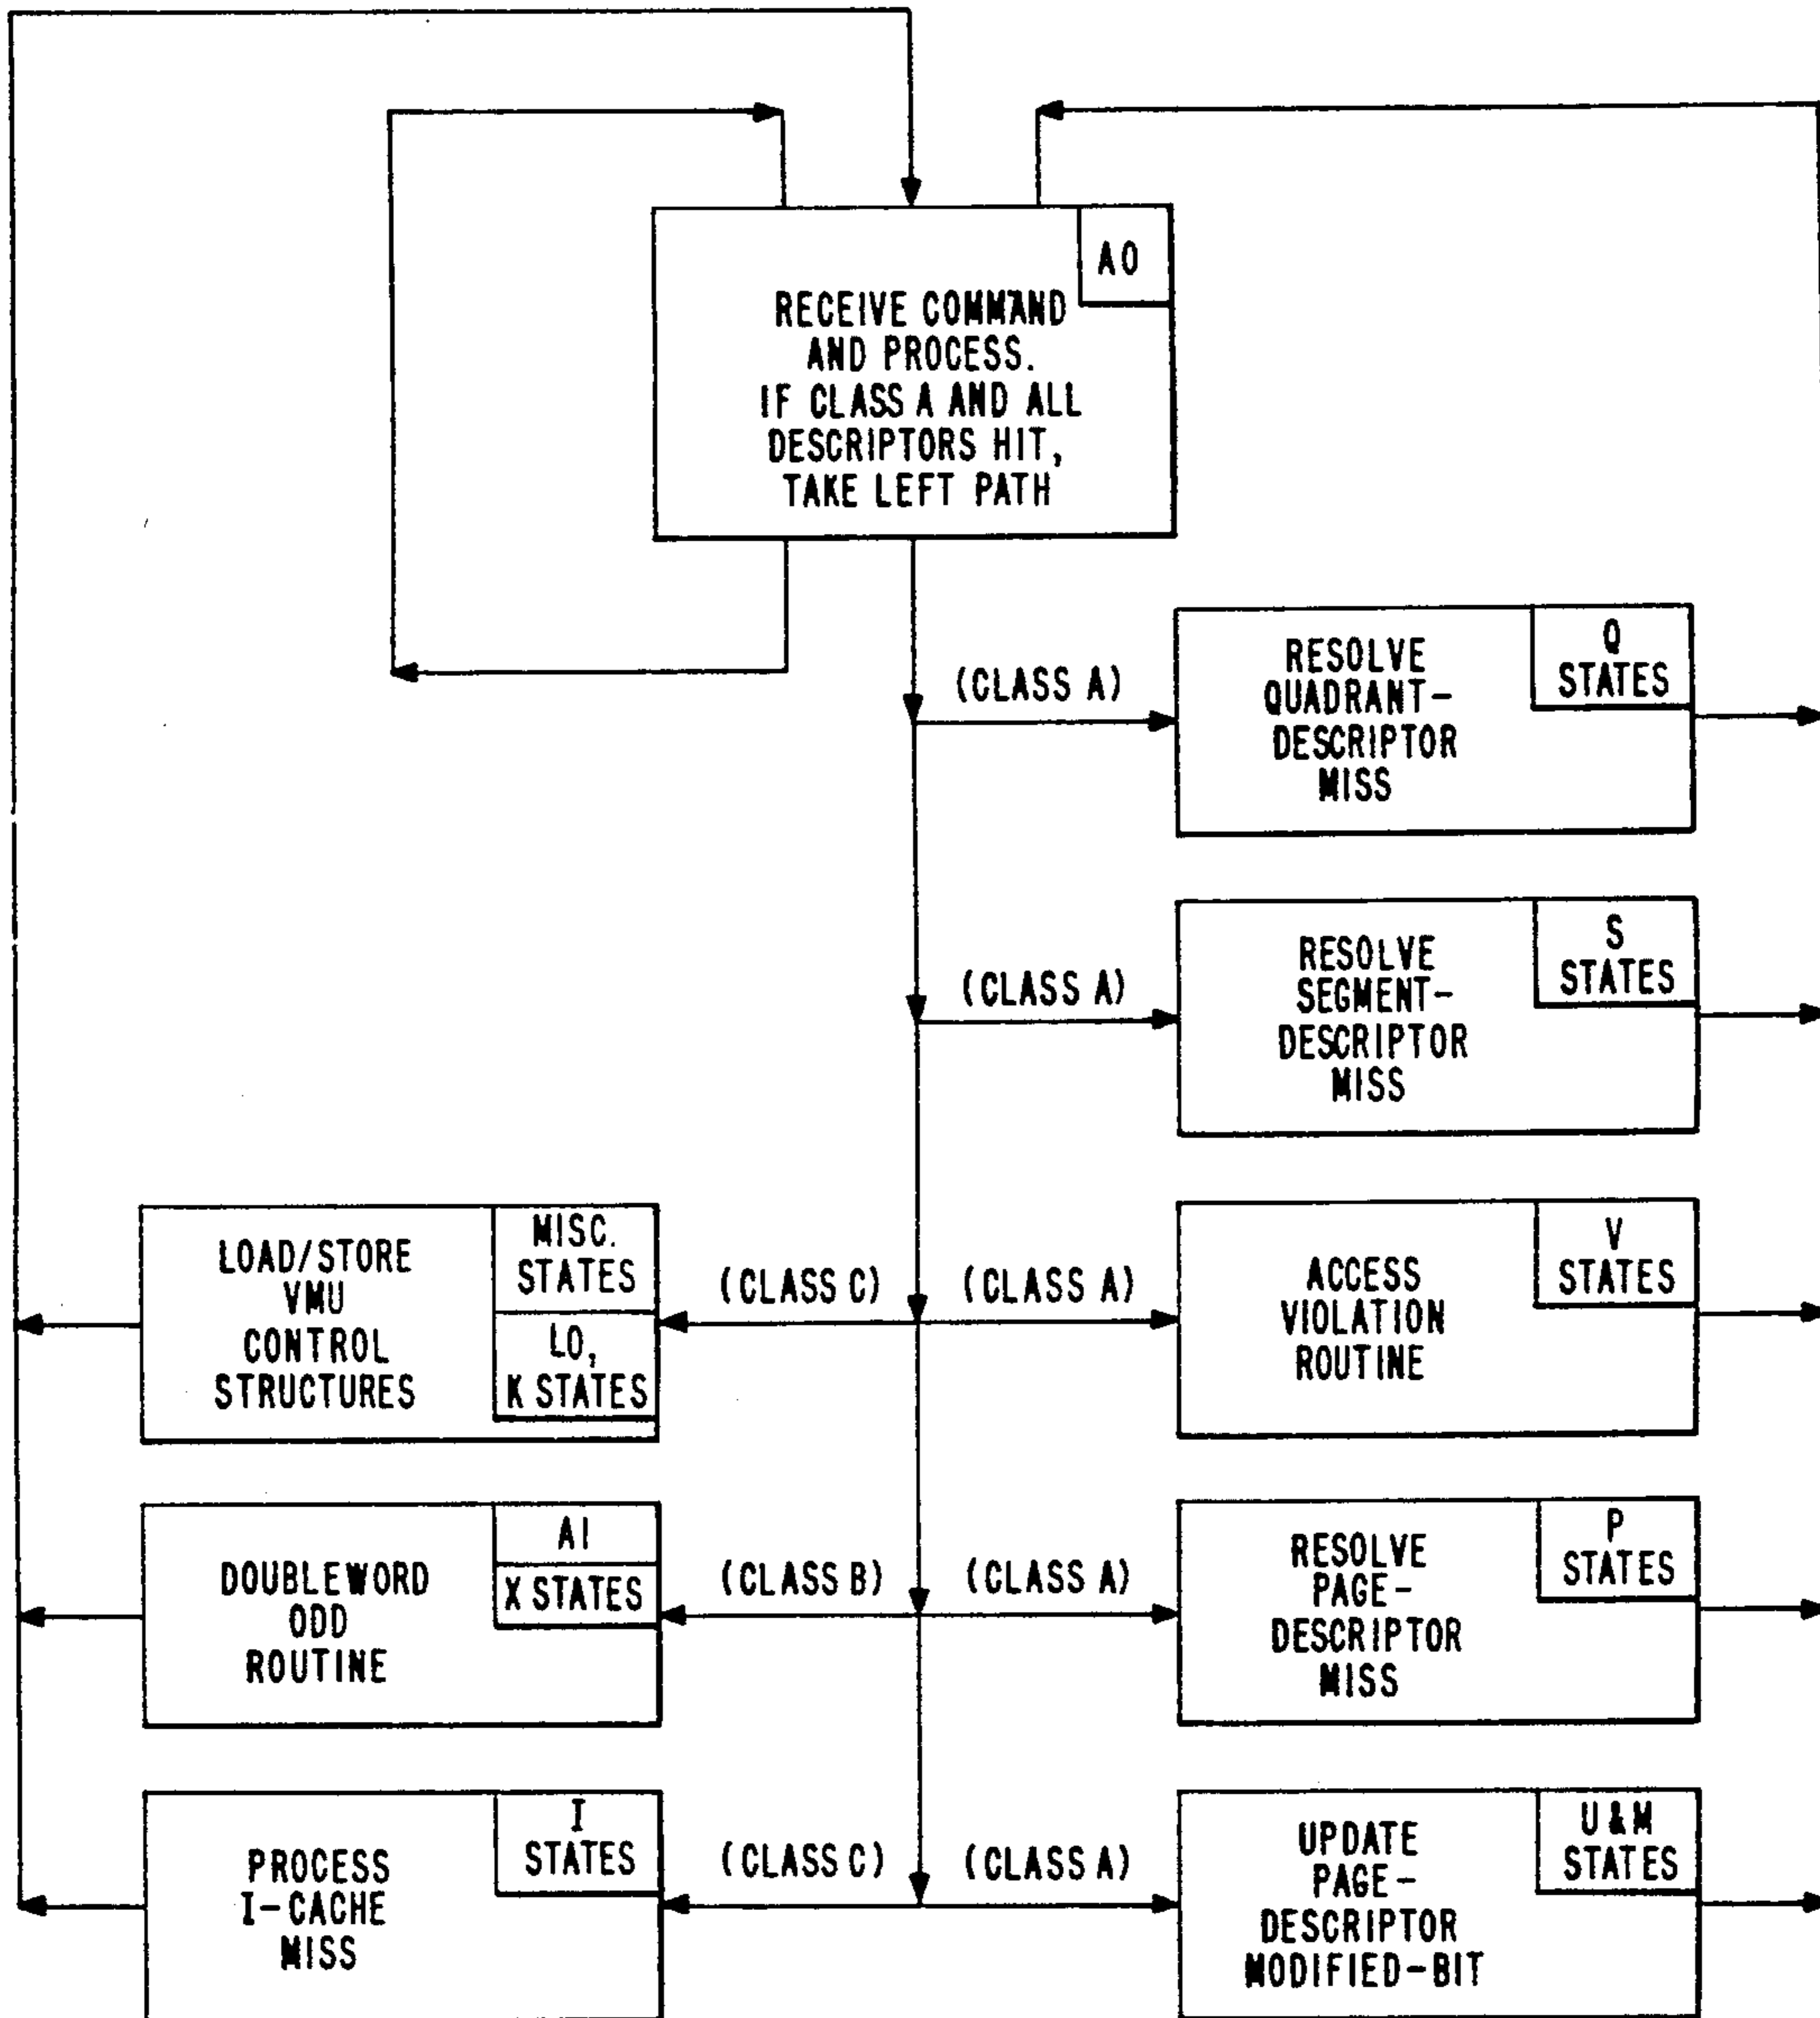 A0
RECEIVE COMMAND
AND PROCESS.
IF CLASS A AND ALL
DESCRIPTORS HIT,
TAKE LEFT PATH
(CLASS A)
RESOLVE
QUADRANT-
DESCRIPTOR
MISS
Q
STATES
(CLASS A)
RESOLVE
SEGMENT-
DESCRIPTOR
MISS
S
STATES
LOAD/STORE
VMU
CONTROL
STRUCTURES
MISC.
STATES
L0,
K STATES
(CLASS C)
(CLASS A)
ACCESS
VIOLATION
ROUTINE
V
STATES
DOUBLEWORD
ODD
ROUTINE
A1
X STATES
(CLASS B)
(CLASS A)
RESOLVE
PAGE-
DESCRIPTOR
MISS
P
STATES
PROCESS
I-CACHE
MISS
I
STATES
(CLASS C)
(CLASS A)
UPDATE
PAGE-
DESCRIPTOR
MODIFIED-BIT
U & M
STATES